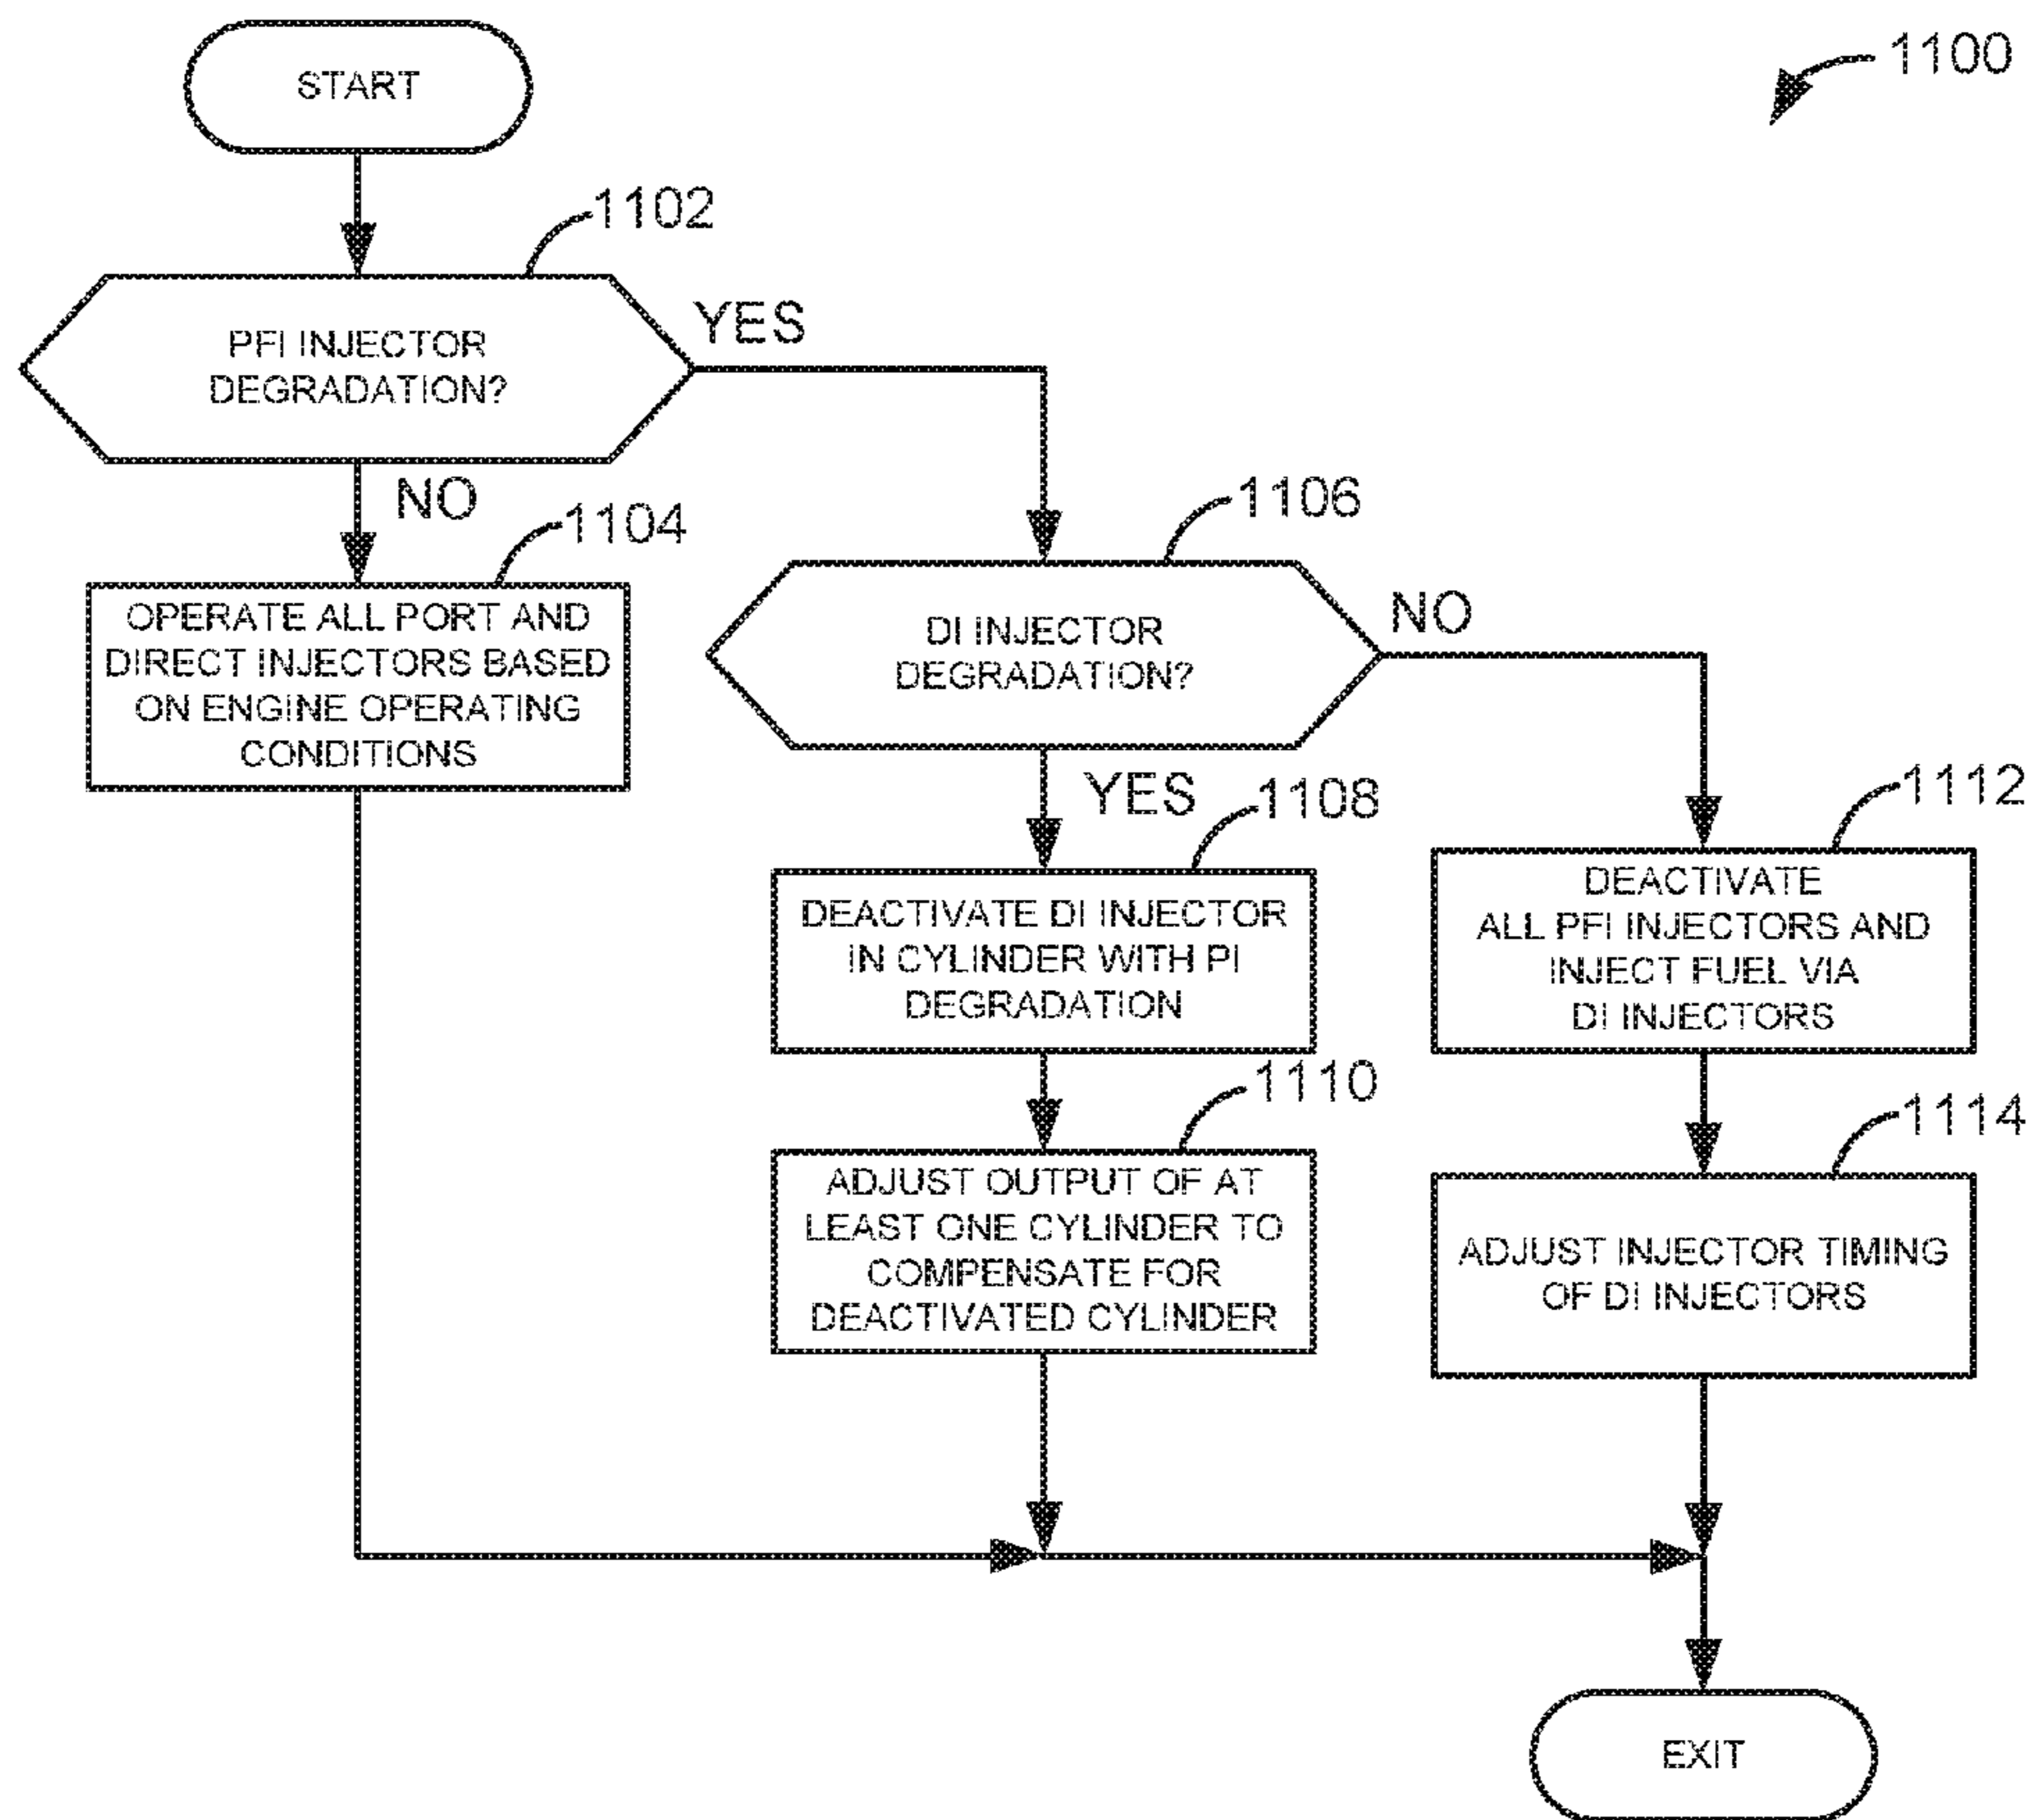 START
1100
1102
PFI INJECTOR
DEGRADATION?
YES
NO
1104
OPERATE ALL PORT AND
DIRECT INJECTORS BASED
ON ENGINE OPERATING
CONDITIONS
1106
DI INJECTOR
DEGRADATION?
NO
YES
1108
DEACTIVATE DI INJECTOR
IN CYLINDER WITH PI
DEGRADATION
1110
ADJUST OUTPUT OF AT
LEAST ONE CYLINDER TO
COMPENSATE FOR
DEACTIVATED CYLINDER
1112
DEACTIVATE
ALL PFI INJECTORS AND
INJECT FUEL VIA
DI INJECTORS
1114
ADJUST INJECTOR TIMING
OF DI INJECTORS
EXIT